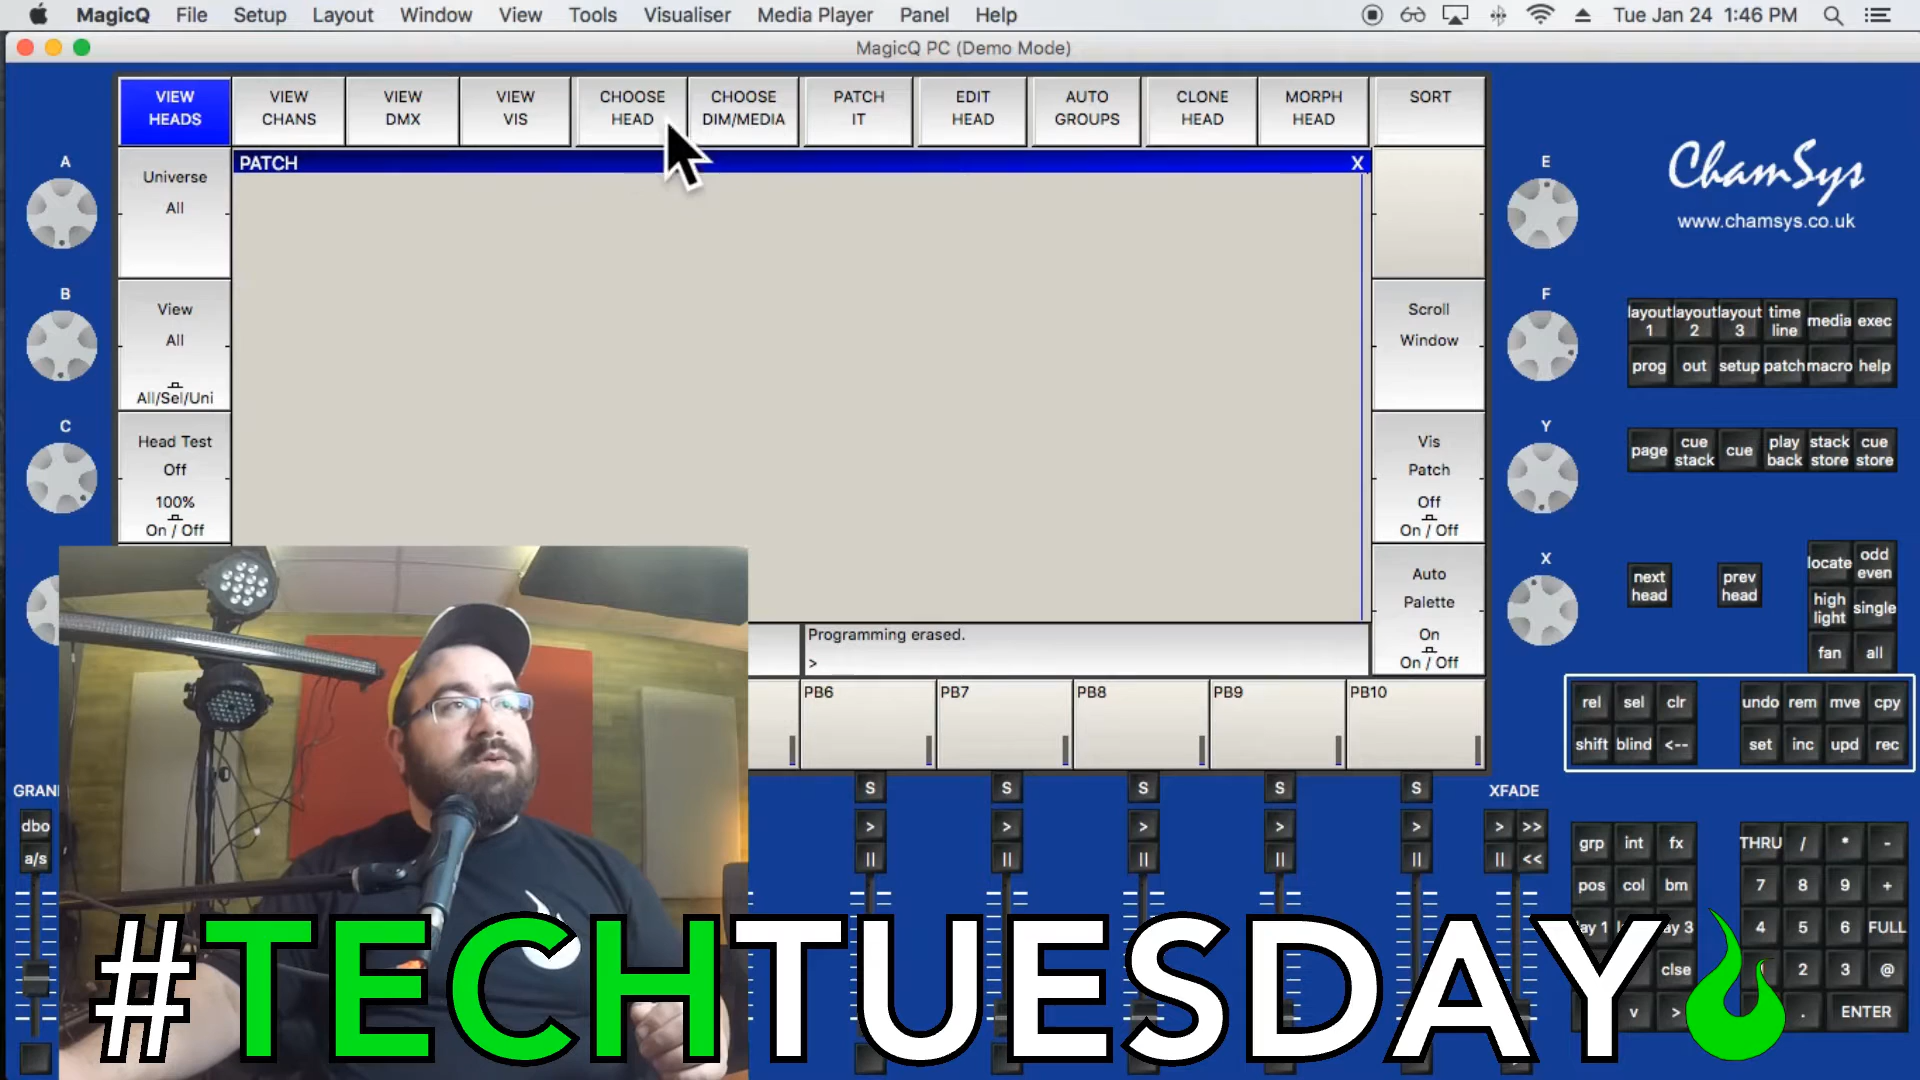 MagicQ File Setup Layout Window View Tools Visualiser Media Player Panel Help Tue Jan 24 1:46 PM
MagicQ PC (Demo Mode)
VIEW HEADS
VIEW CHANS
VIEW DMX
VIEW VIS
CHOOSE HEAD
CHOOSE DIM/MEDIA
PATCH IT
EDIT HEAD
AUTO GROUPS
CLONE HEAD
MORPH HEAD
SORT
PATCH X
A
Universe
All
B
View
All
All/Sel/Uni
C
Head Test
Off
100%
On / Off
E
F
Scroll
Window
Y
Vis
Patch
Off
On / Off
X
Auto
Palette
On
On / Off
Programming erased.
>
PB6 PB7 PB8 PB9 PB10
S S S S S
> > > > >
|| || || || ||
XFADE
> >>
|| <<
GRAN
dbo
a/s
ChamSys
www.chamsys.co.uk
layout 1 layout 2 layout 3 time line media exec
prog out setup patch macro help
page cue stack cue play back stack store cue store
next head
prev head
locate odd even
high light single
fan all
rel sel clr
shift blind <--
undo rem mve cpy
set inc upd rec
grp int fx
pos col bm
ay 1 ay 3
clse
v >
THRU / * -
7 8 9 +
4 5 6 FULL
2 3 @
. ENTER
#TECHTUESDAY